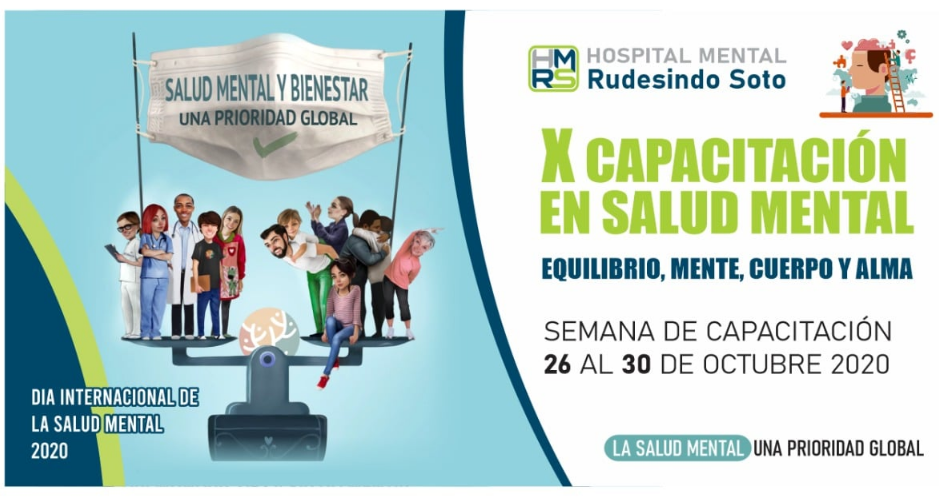 SALUD MENTAL Y BIENESTAR
UNA PRIORIDAD GLOBAL
DIA INTERNACIONAL DE
LA SALUD MENTAL
2020
HMRS
HOSPITAL MENTAL
Rudesindo Soto
X CAPACITACIÓN
EN SALUD MENTAL
EQUILIBRIO, MENTE, CUERPO Y ALMA
SEMANA DE CAPACITACIÓN
26 AL 30 DE OCTUBRE 2020
LA SALUD MENTAL UNA PRIORIDAD GLOBAL